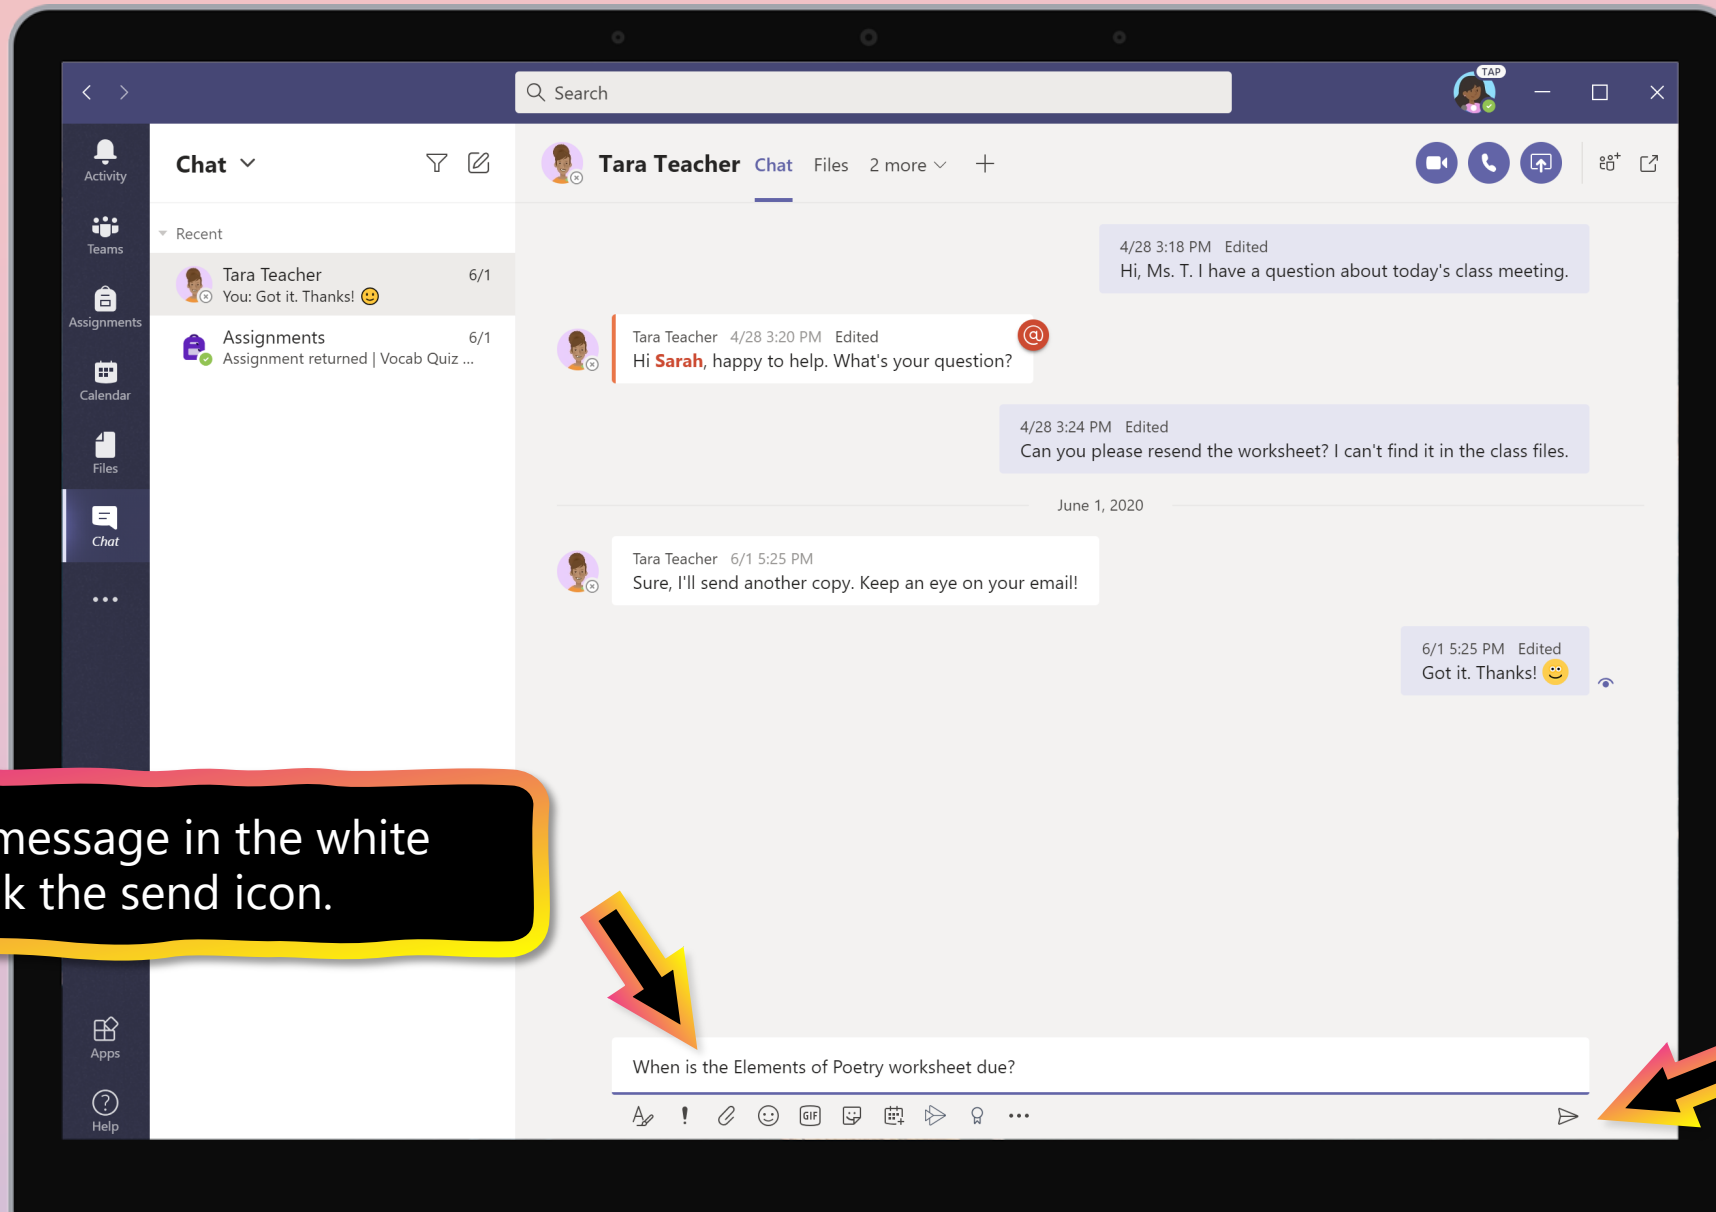 Search
TAP
Activity
Teams
Assignments
Calendar
Files
Chat
Apps
Help
Chat
Recent
Tara Teacher 6/1
You: Got it. Thanks! 🙂
Assignments 6/1
Assignment returned | Vocab Quiz ...
Tara Teacher Chat Files 2 more
4/28 3:18 PM Edited
Hi, Ms. T. I have a question about today's class meeting.
Tara Teacher 4/28 3:20 PM Edited
@
Hi Sarah, happy to help. What's your question?
4/28 3:24 PM Edited
Can you please resend the worksheet? I can't find it in the class files.
June 1, 2020
Tara Teacher 6/1 5:25 PM
Sure, I'll send another copy. Keep an eye on your email!
6/1 5:25 PM Edited
Got it. Thanks! 🙂
message in the white
k the send icon.
When is the Elements of Poetry worksheet due?
GIF